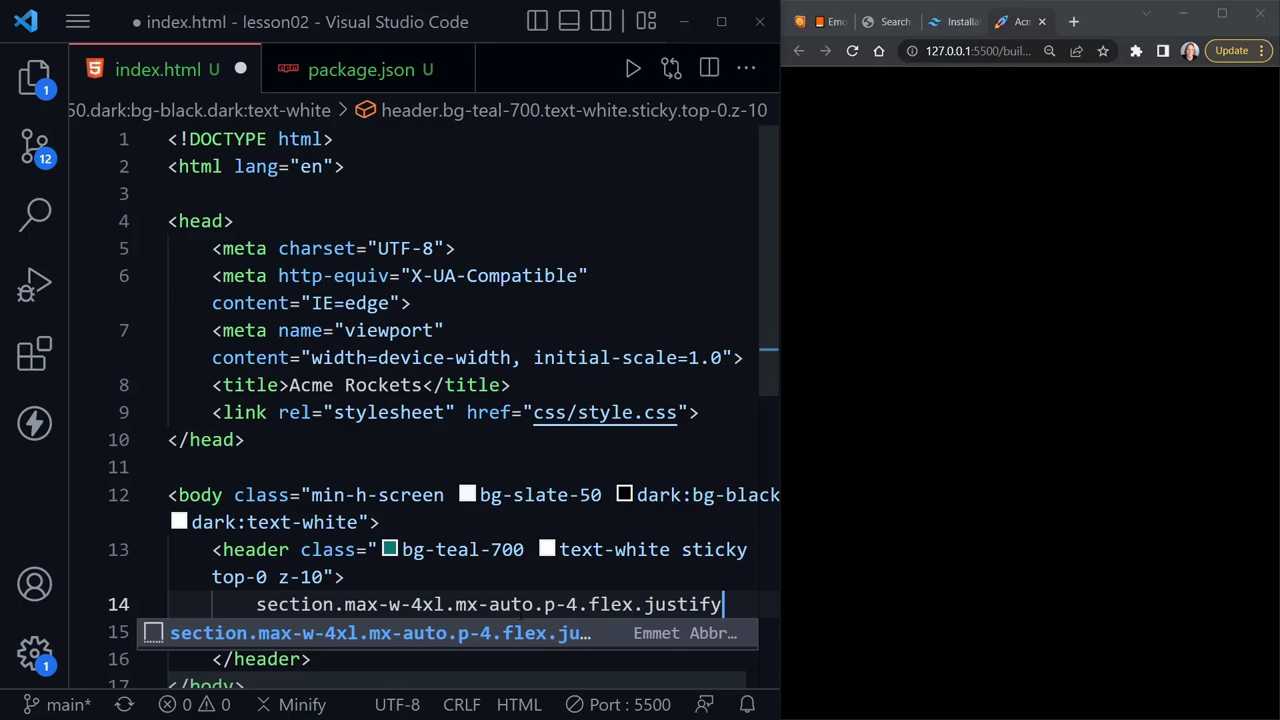 index.html - lesson02 - Visual Studio Code
Emo
Search
Installa
Acm
index.html U
package.json U
127.0.0.1:5500/buil...
Update
50.dark:bg-black.dark:text-white > header.bg-teal-700.text-white.sticky.top-0.z-10
1 <!DOCTYPE html>
2 <html lang="en">
3
4 <head>
5 <meta charset="UTF-8">
6 <meta http-equiv="X-UA-Compatible"
content="IE=edge">
7 <meta name="viewport"
content="width=device-width, initial-scale=1.0">
8 <title>Acme Rockets</title>
9 <link rel="stylesheet" href="css/style.css">
10 </head>
11
12 <body class="min-h-screen bg-slate-50 dark:bg-black
dark:text-white">
13 <header class="bg-teal-700 text-white sticky
top-0 z-10">
14 section.max-w-4xl.mx-auto.p-4.flex.justify
15 section.max-w-4xl.mx-auto.p-4.flex.ju... Emmet Abbr...
16 </header>
17 </body>
1
12
1
main*
0
0
Minify
UTF-8
CRLF
HTML
Port : 5500